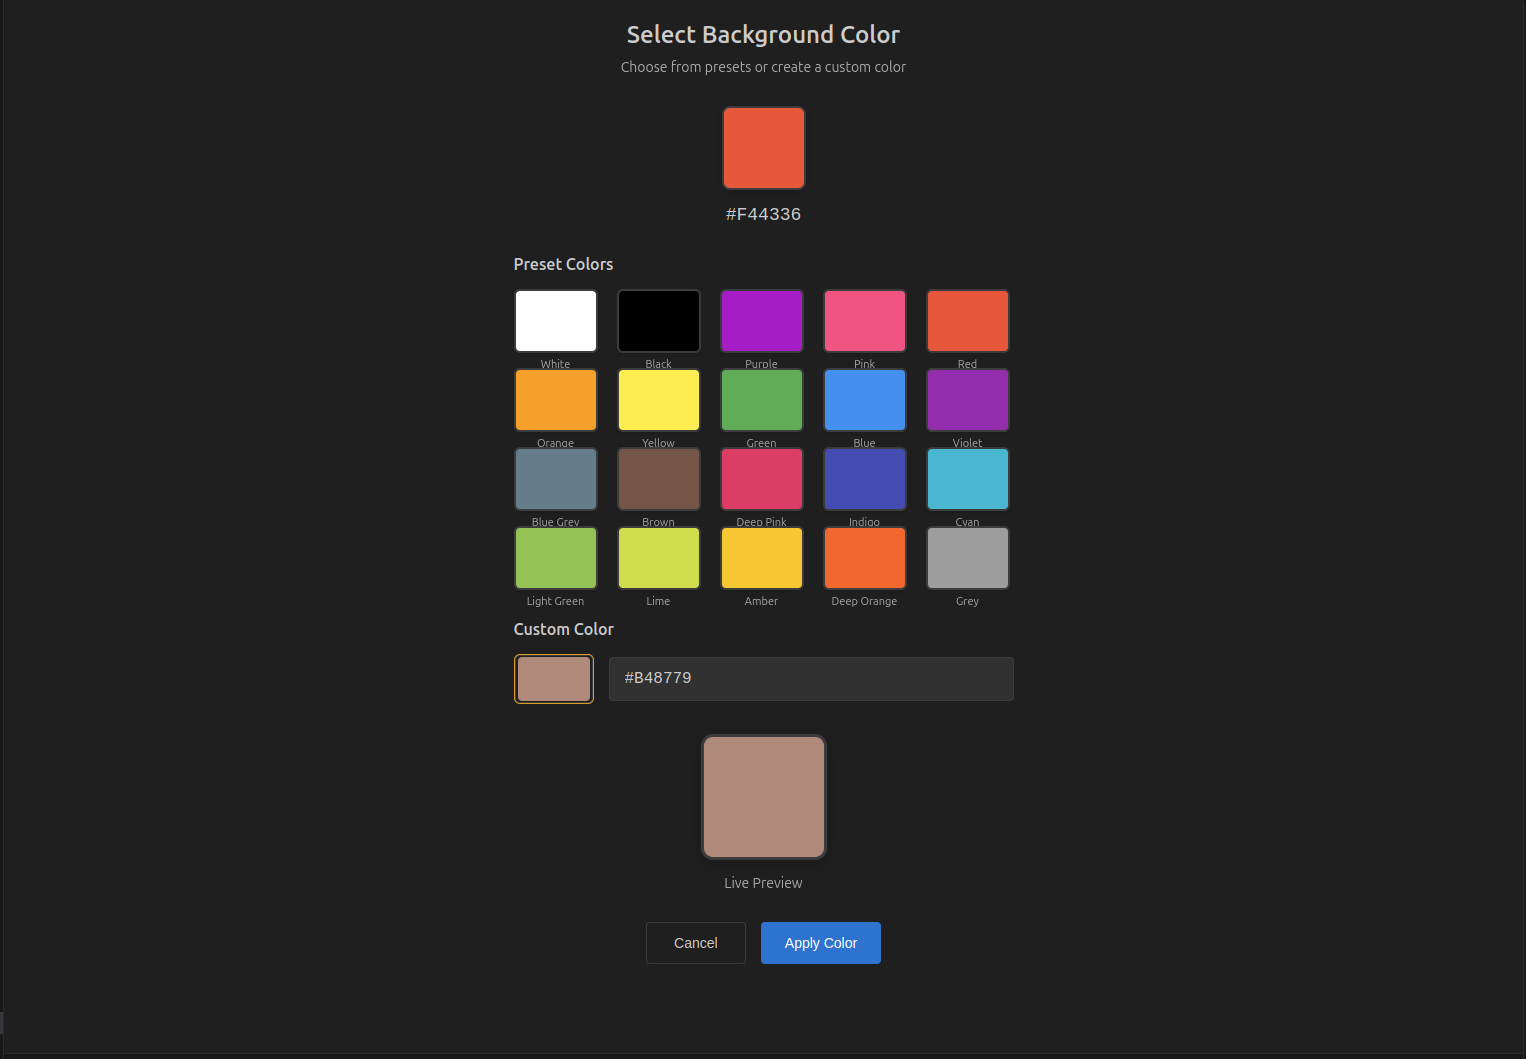 Select Background Color
Choose from presets or create a custom color
#F44336
Preset Colors
White Black Purple Pink Red
Orange Yellow Green Blue Violet
Blue Grey Brown Deep Pink Indigo Cyan
Light Green Lime Amber Deep Orange Grey
Custom Color
#B48779
Live Preview
Cancel Apply Color